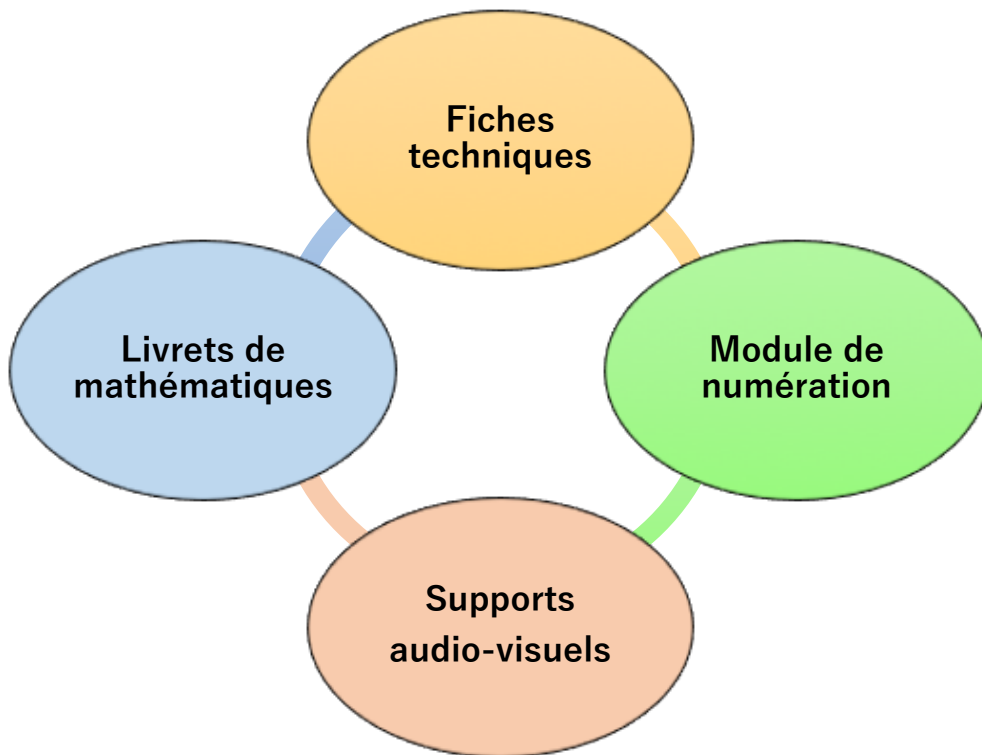 Fiches
techniques
Livrets de
mathématiques
Module de
numération
Supports
audio-visuels